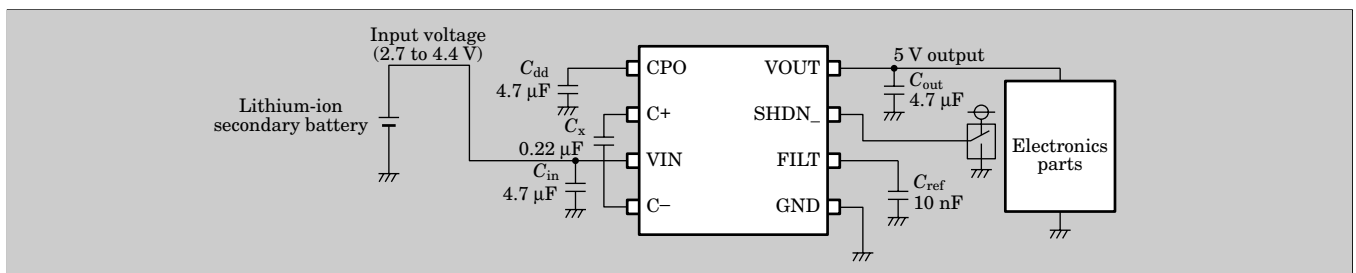 Input voltage
(2.7 to 4.4 V)
Lithium-ion
secondary battery
Cdd
4.7 µF
Cx
0.22 µF
Cin
4.7 µF
CPO
C+
VIN
C−
VOUT
SHDN_
FILT
GND
5 V output
Cout
4.7 µF
Cref
10 nF
Electronics
parts